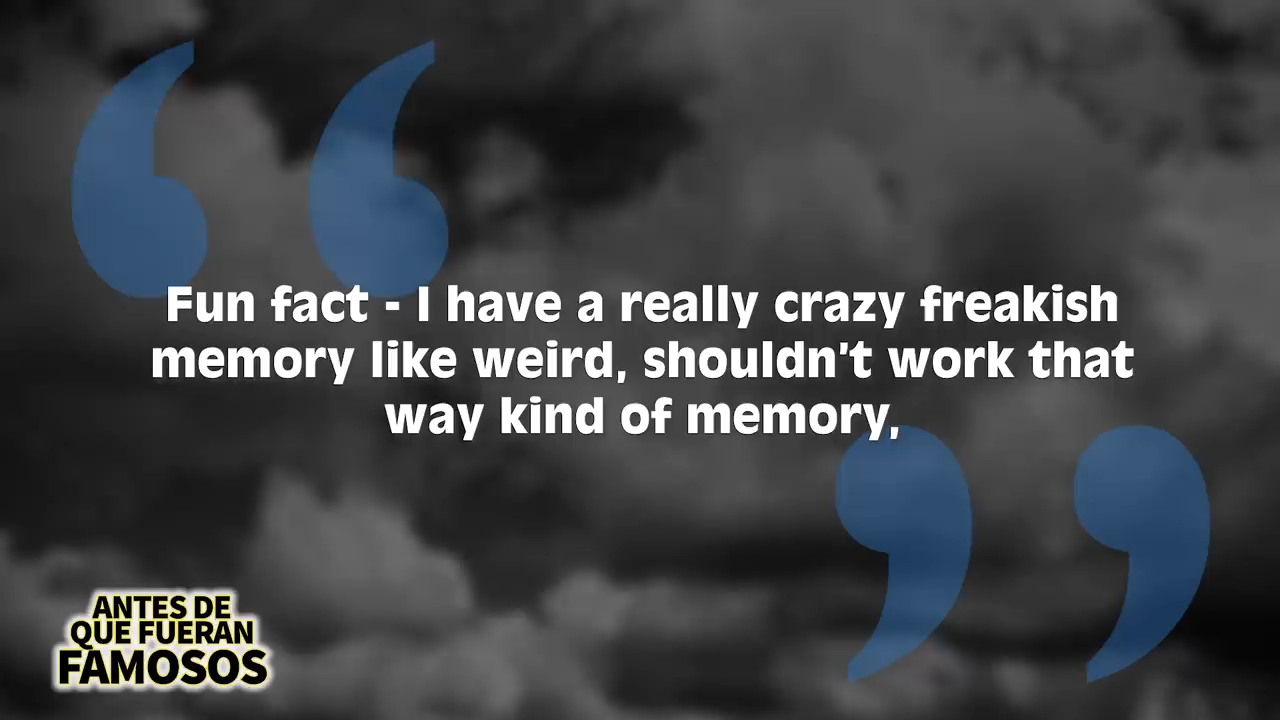 Fun fact - I have a really crazy freakish
memory like weird, shouldn't work that
way kind of memory,
ANTES DE
QUE FUERAN
FAMOSOS